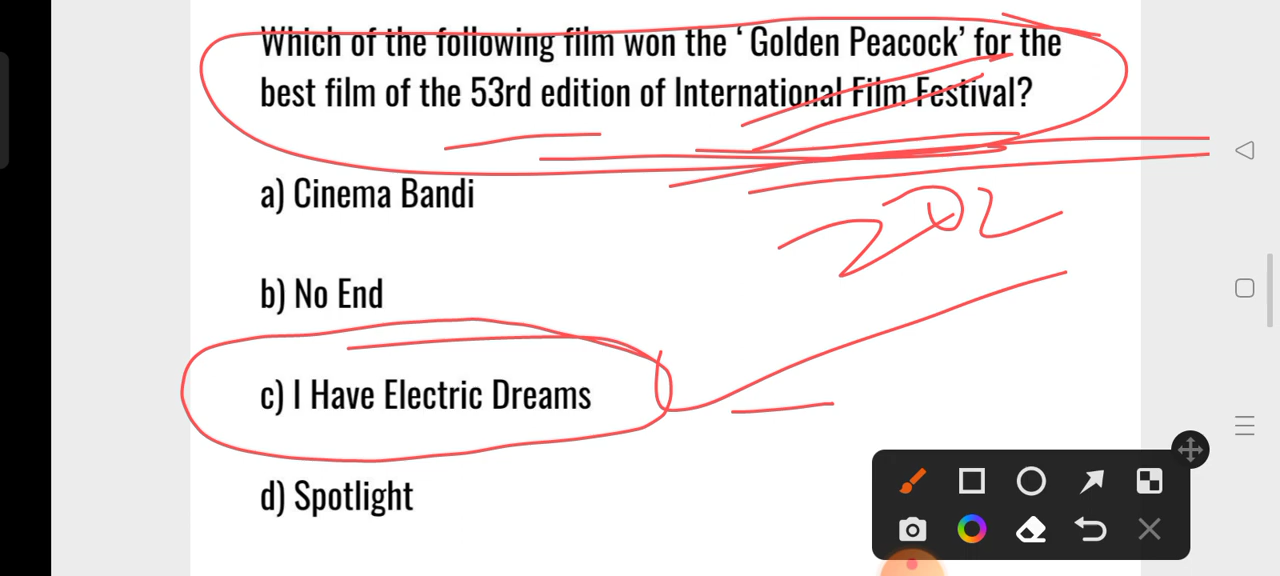 Which of the following film won the ‘ Golden Peacock’ for the
best film of the 53rd edition of International Film Festival?
a) Cinema Bandi
202
b) No End
c) I Have Electric Dreams
d) Spotlight